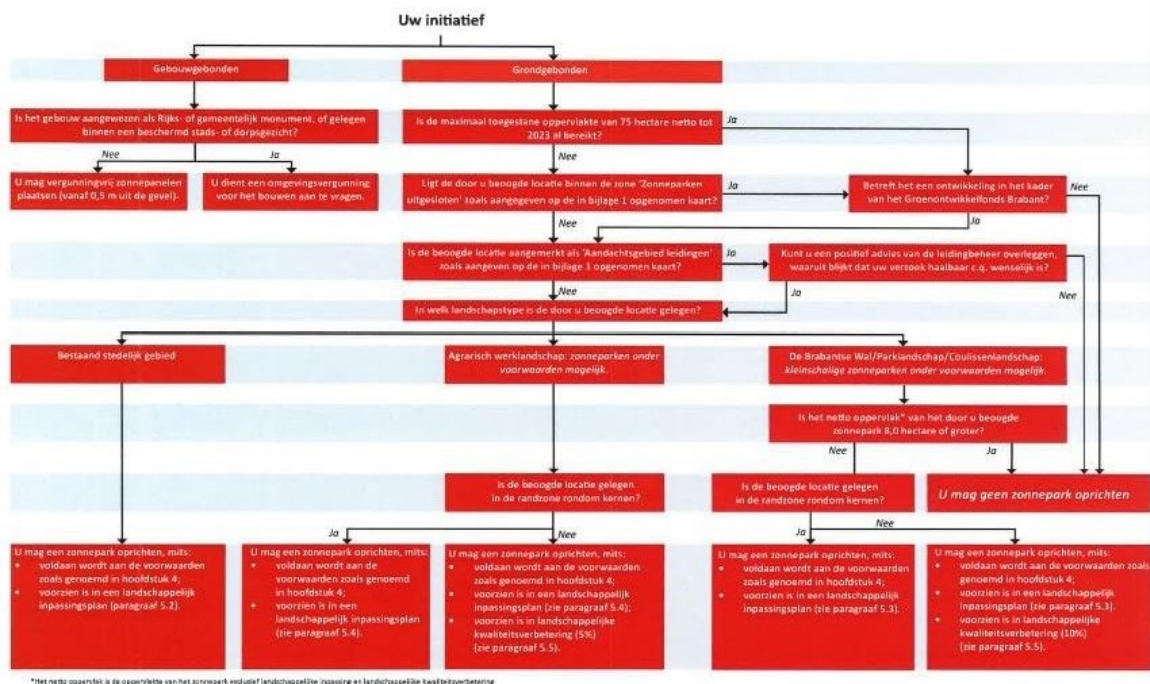 Uw initiatief
Gebouwgebonden
Grondgebonden
Is het gebouw aangewezen als Rijks- of gemeentelijk monument, of gelegen
binnen een beschermd stads- of dorpsgezicht?
Is de maximaal toegestane oppervlakte van 75 hectare netto tot
2023 al bereikt?
Ja
Nee
Ja
Nee
U mag vergunningvrij zonnepanelen
plaatsen (vanaf 0,5 m uit de gevel).
U dient een omgevingsvergunning
voor het bouwen aan te vragen.
Ligt de door u beoogde locatie binnen de zone 'Zonneparken
uitgesloten' zoals aangegeven op de in bijlage 1 opgenomen kaart?
Ja
Betreft het een ontwikkeling in het kader
van het Groenontwikkelfonds Brabant?
Nee
Nee
Ja
Is de beoogde locatie aangemerkt als 'Aandachtsgebied leidingen'
zoals aangeven op de in bijlage 1 opgenomen kaart?
Ja
Kunt u een positief advies van de leidingbeheer overleggen,
waaruit blijkt dat uw verzoek haalbaar c.q. wenselijk is?
Nee
Ja
Nee
In welk landschapstype is de door u beoogde locatie gelegen?
Bestaand stedelijk gebied
Agrarisch werklandschap: zonneparken onder
voorwaarden mogelijk.
De Brabantse Wal/Parklandschap/Coulissenlandschap:
kleinschalige zonneparken onder voorwaarden mogelijk.
Is het netto oppervlak* van het door u beoogde
zonnepark 8,0 hectare of groter?
Nee
Ja
Is de beoogde locatie gelegen
in de randzone rondom kernen?
Is de beoogde locatie gelegen
in de randzone rondom kernen?
U mag geen zonnepark oprichten
Ja
Nee
Ja
Nee
U mag een zonnepark oprichten, mits:
• voldaan wordt aan de voorwaarden
zoals genoemd in hoofdstuk 4;
• voorzien is in een landschappelijk
inpassingsplan (paragraaf 5.2).
U mag een zonnepark oprichten, mits:
• voldaan wordt aan de
voorwaarden zoals genoemd
in hoofdstuk 4;
• voorzien is in een
landschappelijk inpassingsplan
(zie paragraaf 5.4).
U mag een zonnepark oprichten, mits:
• voldaan wordt aan de voorwaarden
zoals genoemd in hoofdstuk 4;
• voorzien is in een landschappelijk
inpassingsplan (zie paragraaf 5.4);
• voorzien is in landschappelijke
kwaliteitsverbetering (5%)
(zie paragraaf 5.5).
U mag een zonnepark oprichten, mits:
• voldaan wordt aan de voorwaarden
zoals genoemd in hoofdstuk 4;
• voorzien is in een landschappelijk
inpassingsplan (zie paragraaf 5.3).
U mag een zonnepark oprichten, mits:
• voldaan wordt aan de voorwaarden zoals
genoemd in hoofdstuk 4;
• voorzien is in een landschappelijk
inpassingsplan (zie paragraaf 5.3).
• voorzien is in landschappelijke
kwaliteitsverbetering (10%)
(zie paragraaf 5.5).
*Het netto oppervlak is de oppervlakte van het zonnepark exclusief landschappelijke inpassing en landschappelijke kwaliteitsverbetering